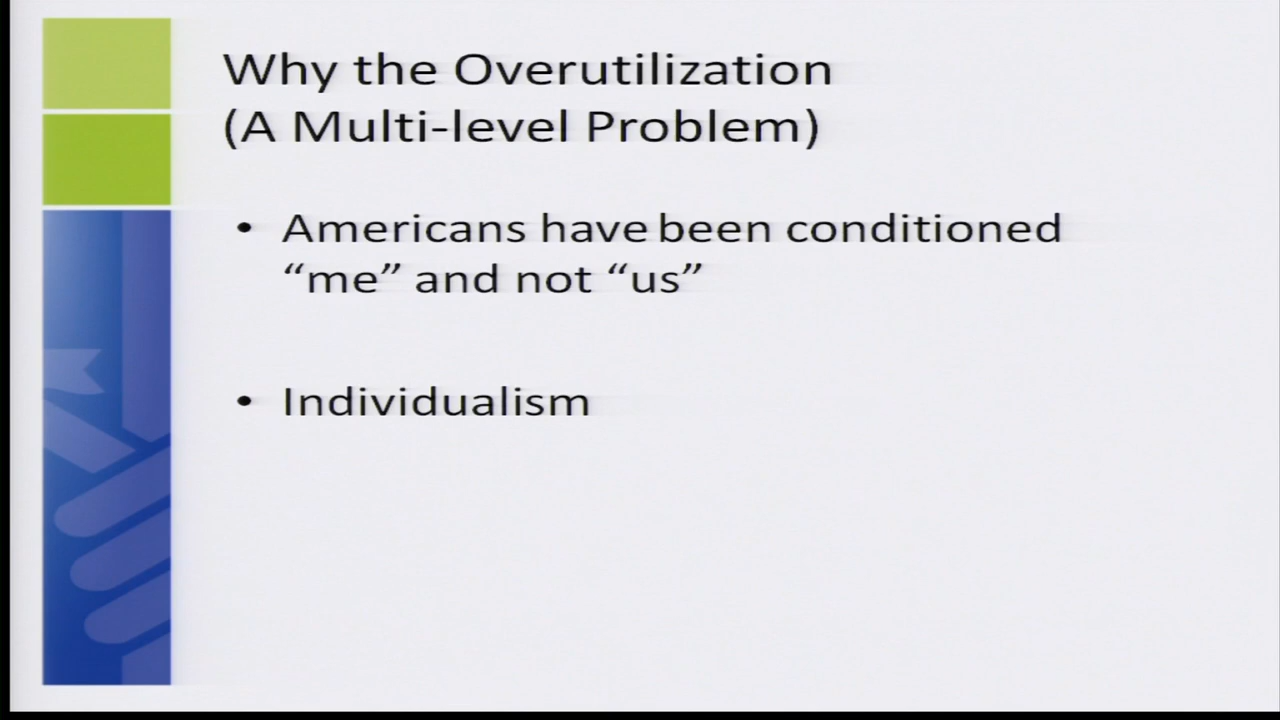 Why the Overutilization
(A Multi-level Problem)
• Americans have been conditioned
“me” and not “us”
• Individualism